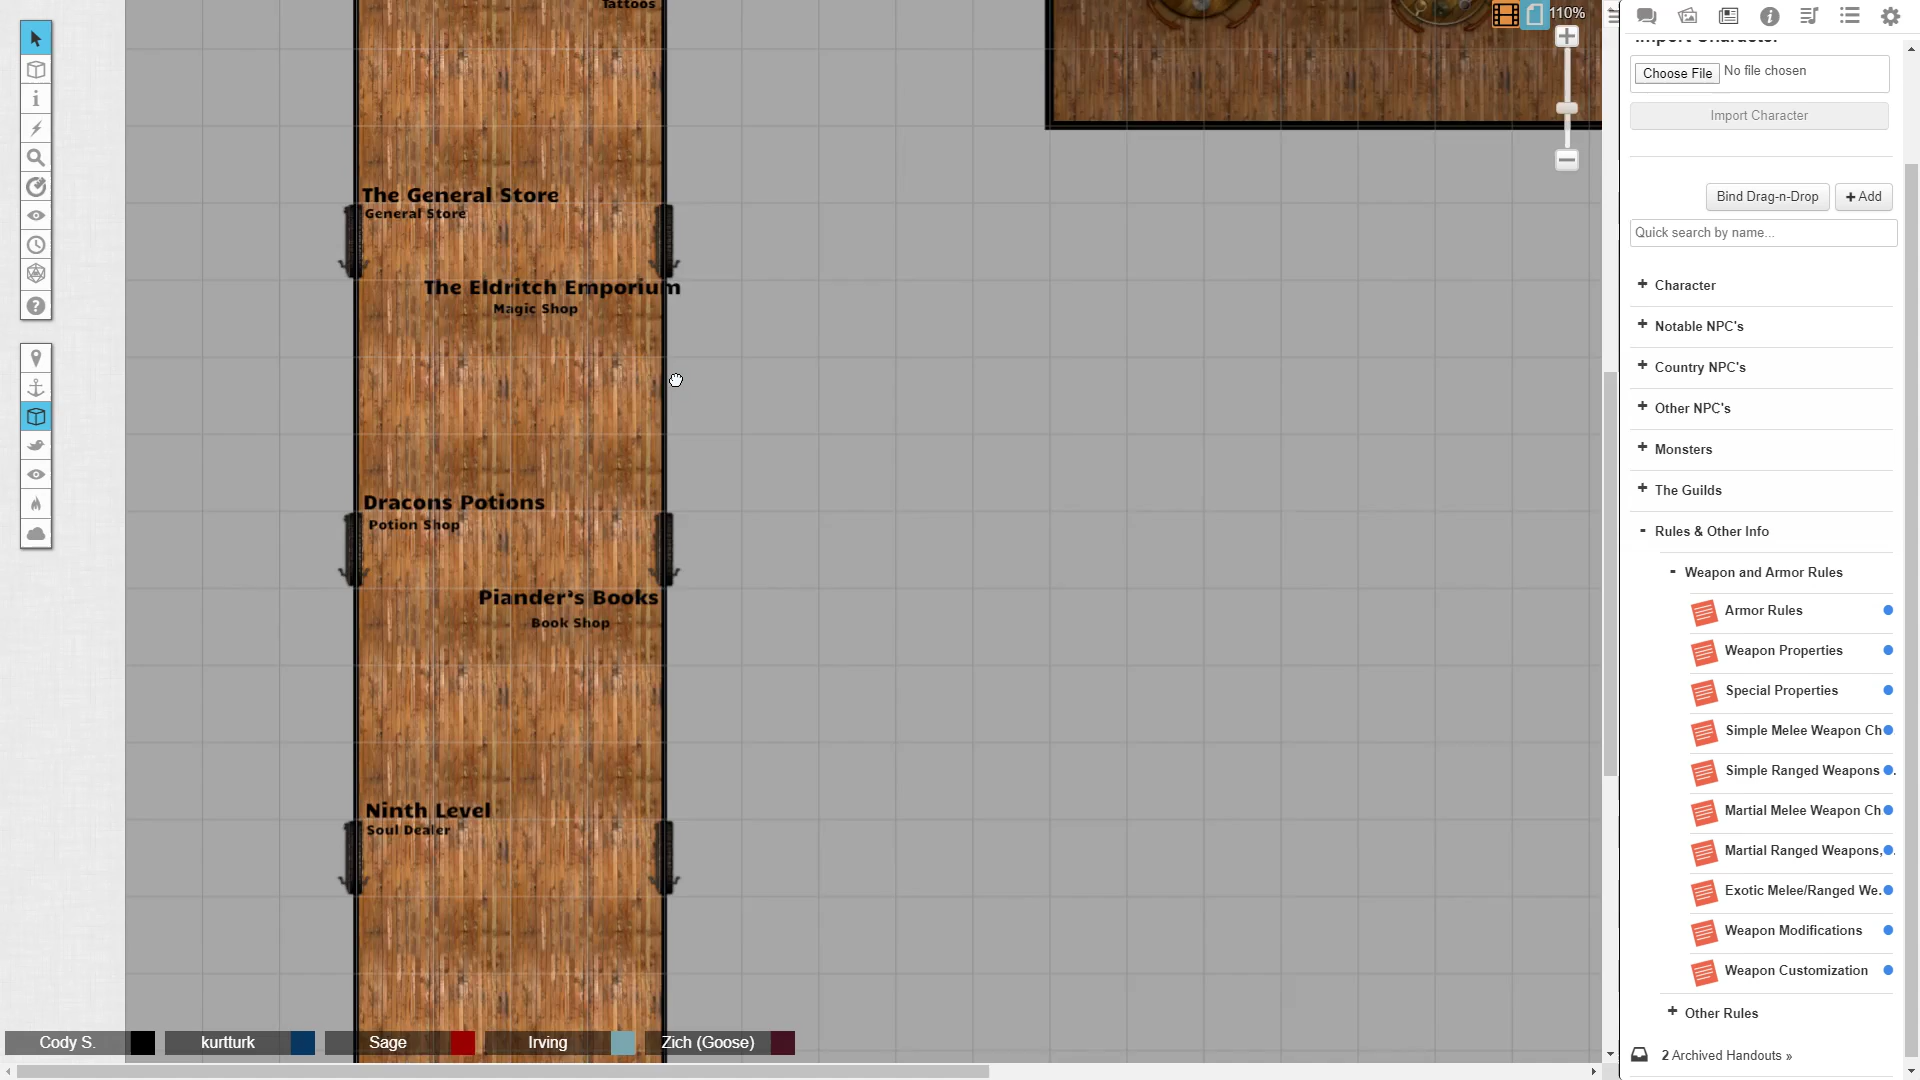 Tattoos
The General Store
General Store
The Eldritch Emporium
Magic Shop
Dracons Potions
Potion Shop
Piander's Books
Book Shop
Ninth Level
Soul Dealer
Cody S.
kurtturk
Sage
Irving
Zich (Goose)
110%
Import Character
Choose File No file chosen
Import Character
Bind Drag-n-Drop
+ Add
Quick search by name...
+ Character
+ Notable NPC's
+ Country NPC's
+ Other NPC's
+ Monsters
+ The Guilds
- Rules & Other Info
- Weapon and Armor Rules
Armor Rules
Weapon Properties
Special Properties
Simple Melee Weapon Ch
Simple Ranged Weapons
Martial Melee Weapon Ch
Martial Ranged Weapons,
Exotic Melee/Ranged We.
Weapon Modifications
Weapon Customization
+ Other Rules
2 Archived Handouts »